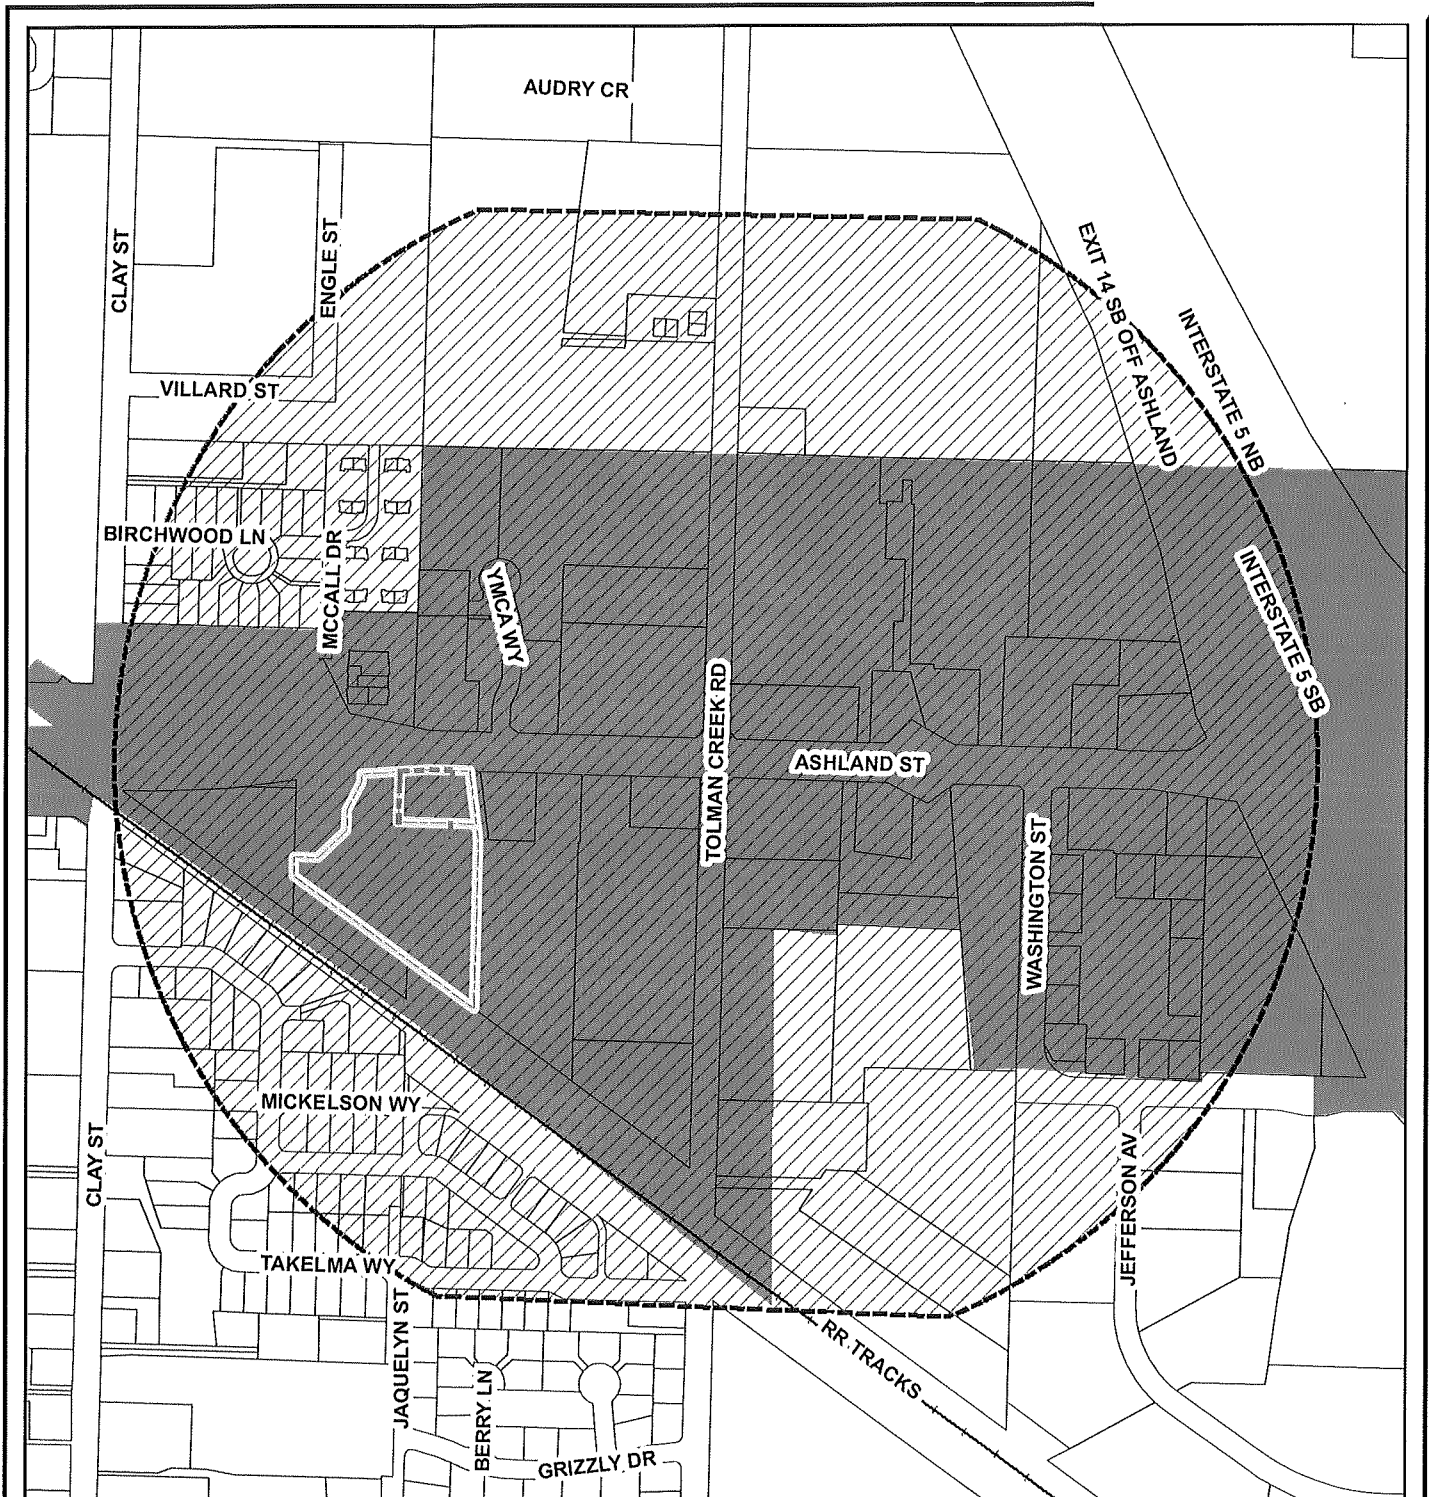 AUDRY CR
CLAY ST
ENGLE ST
EXIT 14 SB OFF ASHLAND
INTERSTATE 5 NB
VILLARD ST
BIRCHWOOD LN
MCCALL DR
YMCA WY
INTERSTATE 5 SB
TOLMAN CREEK RD
ASHLAND ST
WASHINGTON ST
MICKELSON WY
CLAY ST
JEFFERSON AV
TAKELMA WY
JAQUELYN ST
BERRY LN
RR TRACKS
GRIZZLY DR